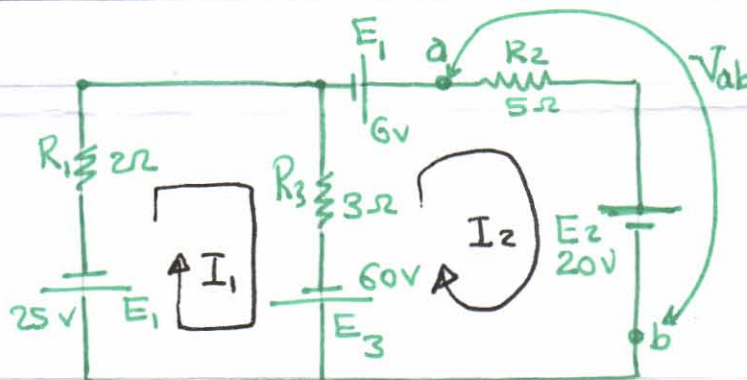 E1
a
R2
Vab
5Ω
6v
R1 2Ω
R3 3Ω
I1
I2
E2
20V
60V
25v E1
E3
b